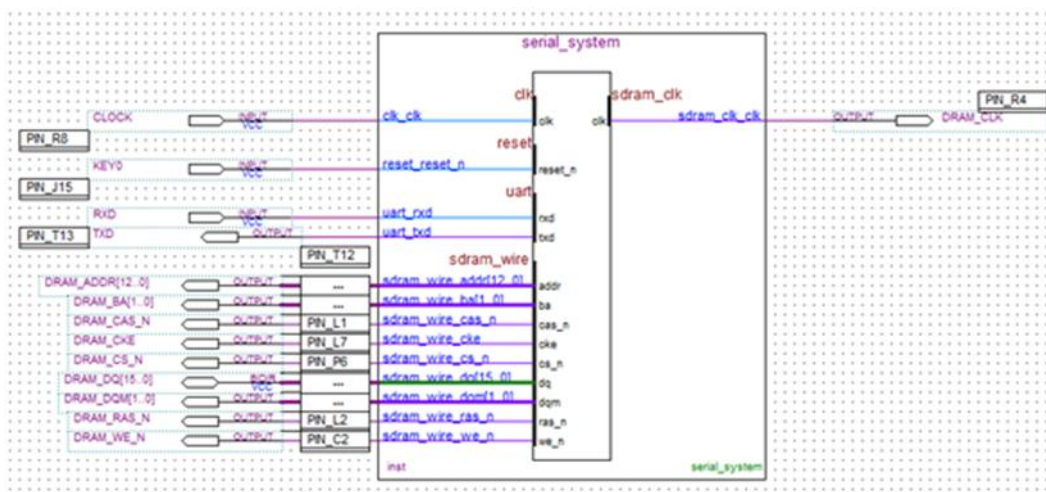 serial_system
clk sdram_clk
PIN_R4
CLOCK INPUT VCC clk_clk clk clk sdram_clk_clk OUTPUT DRAM_CLK
PIN_R8
reset
KEY0 INPUT VCC reset_reset_n reset_n
PIN_J15
uart
RXD INPUT VCC uart_rxd rxd
PIN_T13 TXD OUTPUT uart_txd txd
PIN_T12
sdram_wire
DRAM_ADDR[12..0] OUTPUT ... sdram_wire_addr[12..0] addr
DRAM_BA[1..0] OUTPUT ... sdram_wire_ba[1..0] ba
DRAM_CAS_N OUTPUT PIN_L1 sdram_wire_cas_n cas_n
DRAM_CKE OUTPUT PIN_L7 sdram_wire_cke cke
DRAM_CS_N OUTPUT PIN_P6 sdram_wire_cs_n cs_n
DRAM_DQ[15..0] BIDIR VCC ... sdram_wire_dq[15..0] dq
DRAM_DQM[1..0] OUTPUT ... sdram_wire_dqm[1..0] dqm
DRAM_RAS_N OUTPUT PIN_L2 sdram_wire_ras_n ras_n
DRAM_WE_N OUTPUT PIN_C2 sdram_wire_we_n we_n
inst serial_system